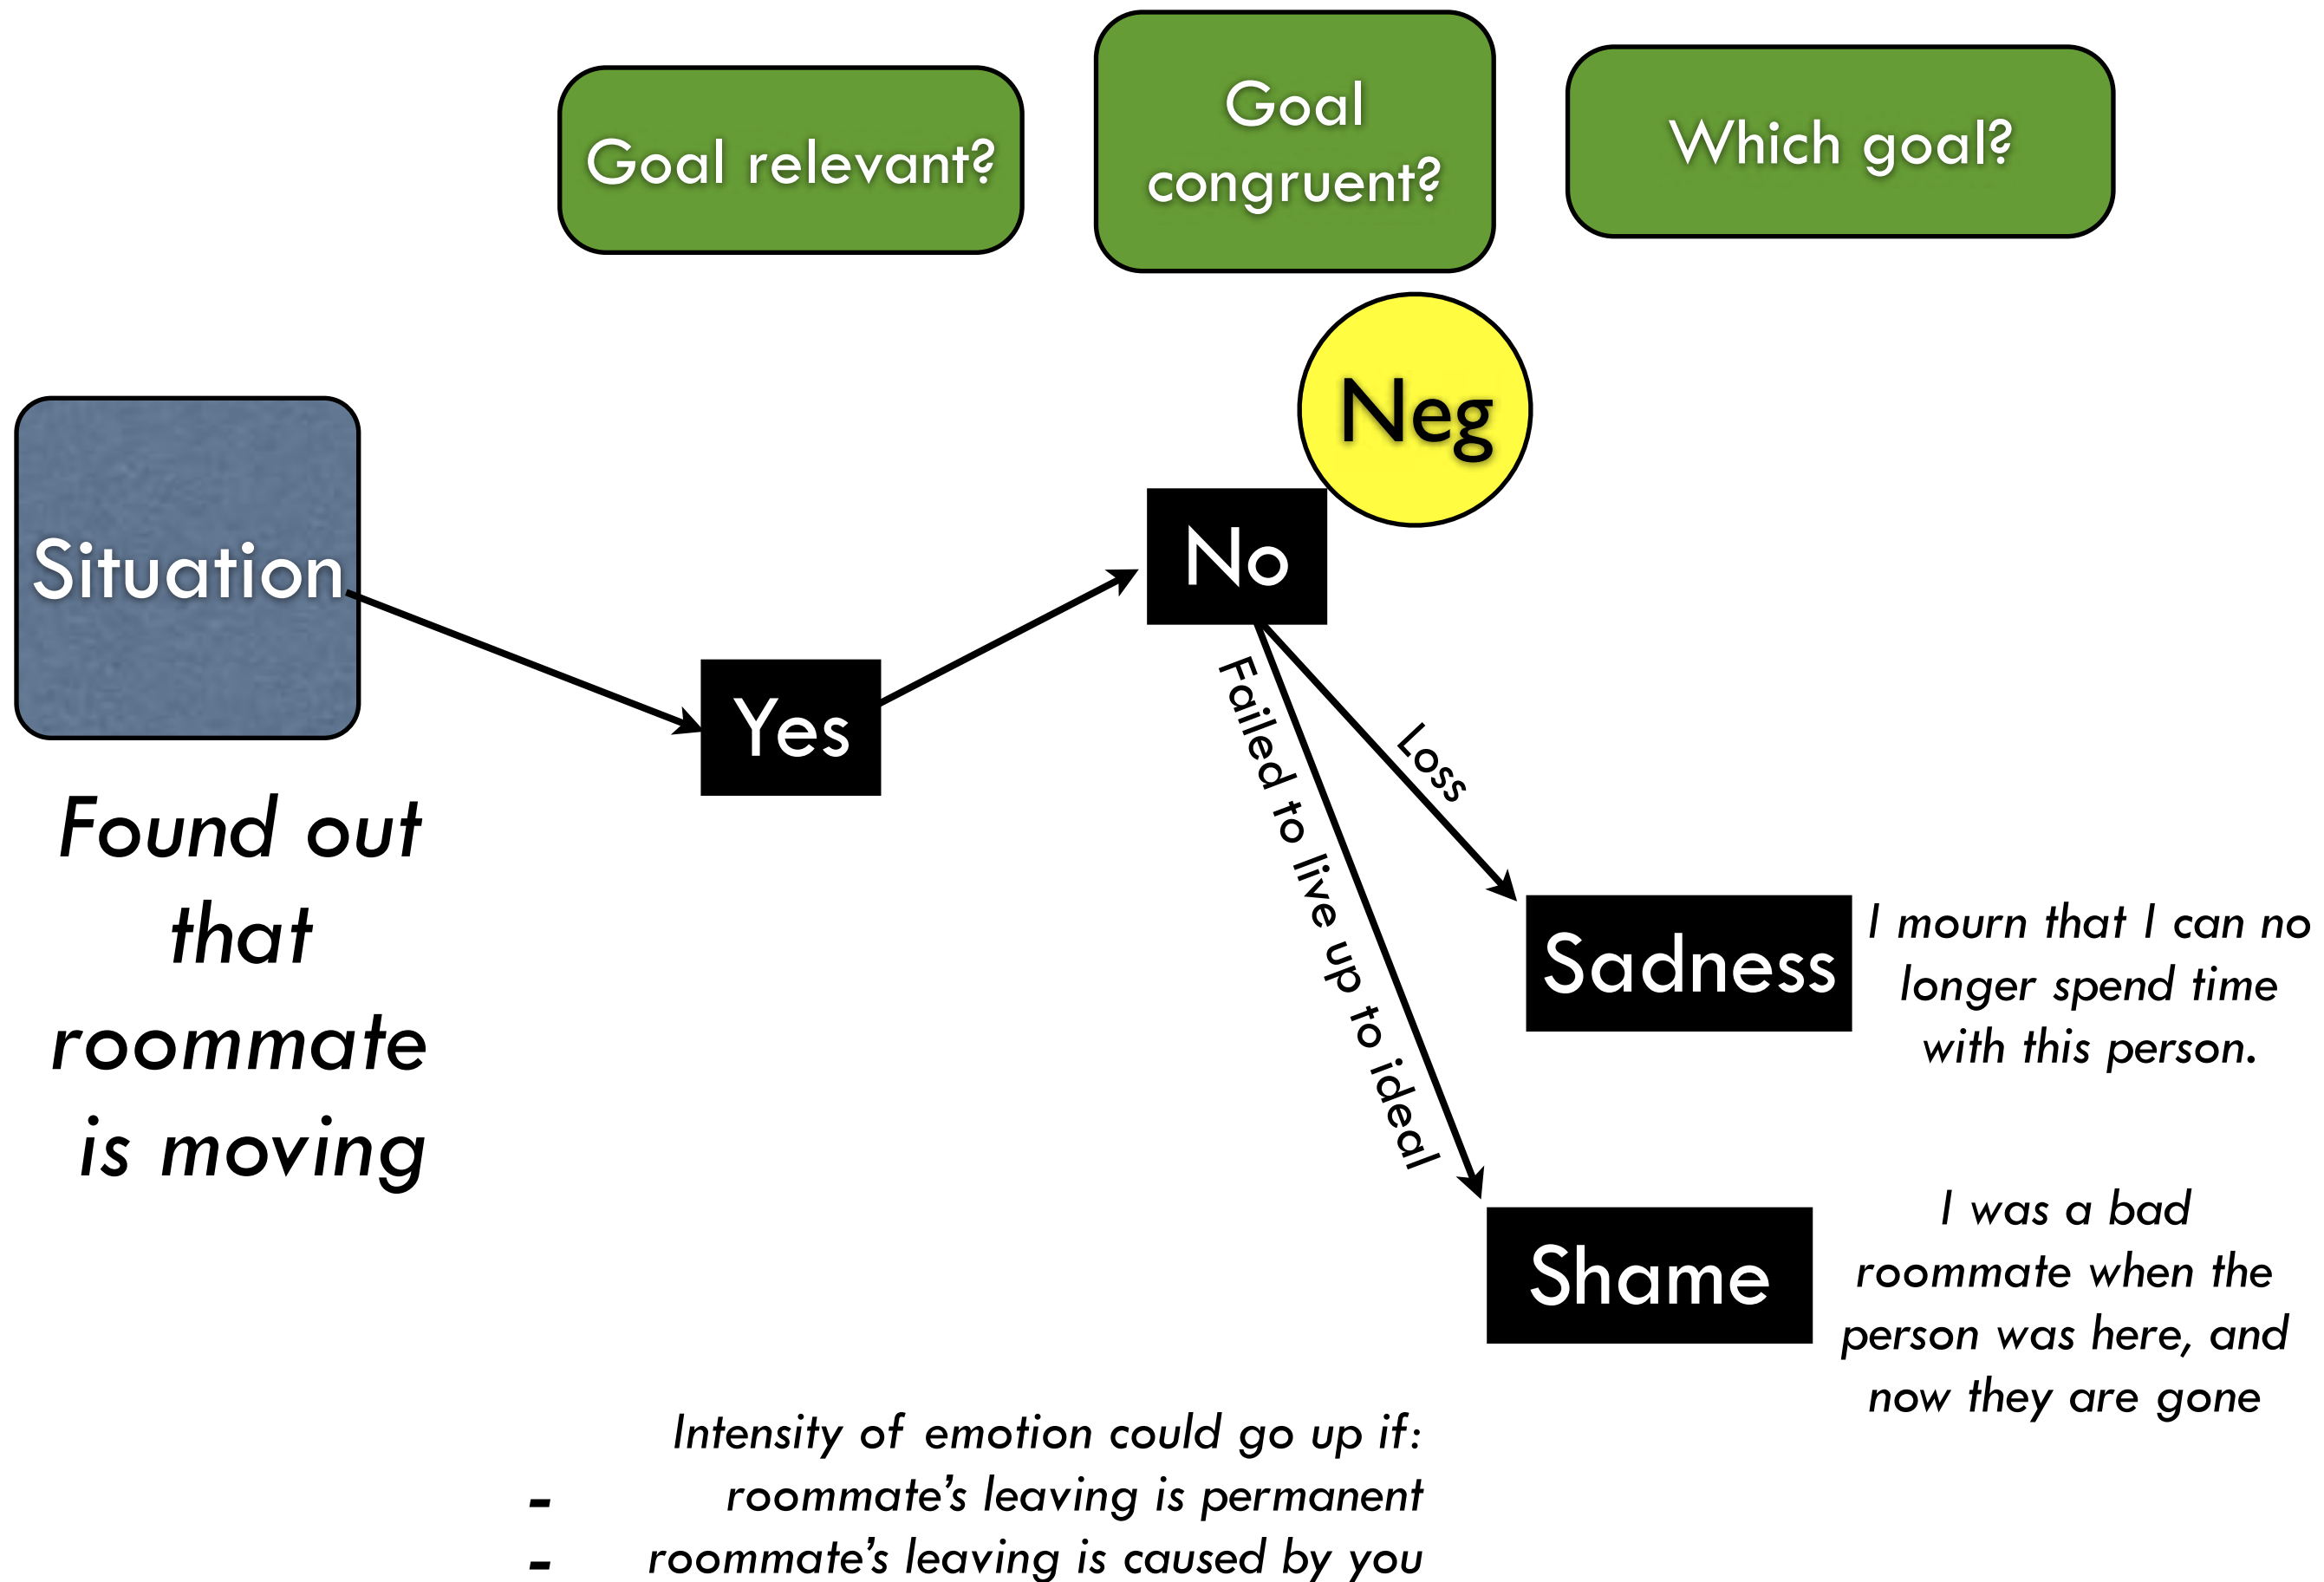 Goal relevant?
Goal
congruent?
Which goal?
Neg
Situation
No
Yes
Found out
that
roommate
is moving
Loss
Failed to live up to ideal
Sadness
I mourn that I can no
longer spend time
with this person.
Shame
I was a bad
roommate when the
person was here, and
now they are gone
Intensity of emotion could go up if:
- roommate’s leaving is permanent
- roommate’s leaving is caused by you